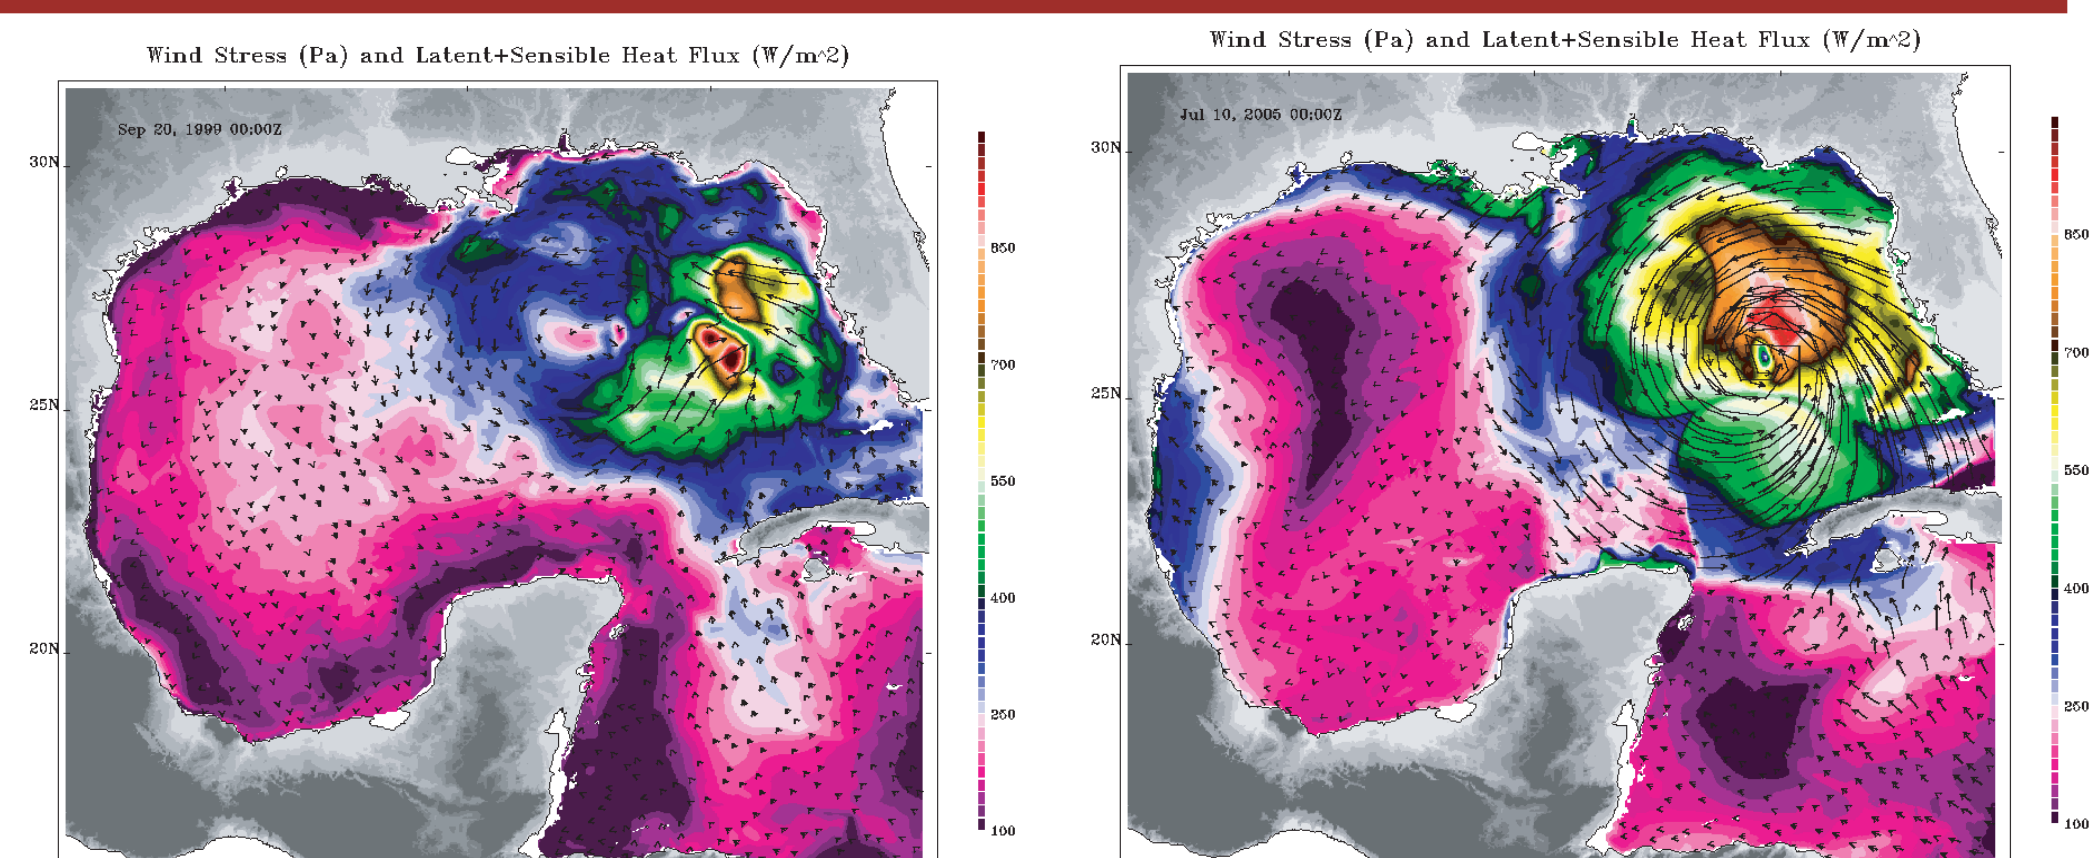 Wind Stress (Pa) and Latent+Sensible Heat Flux (W/m^2)
Sep 20, 1999 00:00Z
30N
25N
20N
850
700
550
400
250
100
Wind Stress (Pa) and Latent+Sensible Heat Flux (W/m^2)
Jul 10, 2005 00:00Z
30N
25N
20N
850
700
550
400
250
100